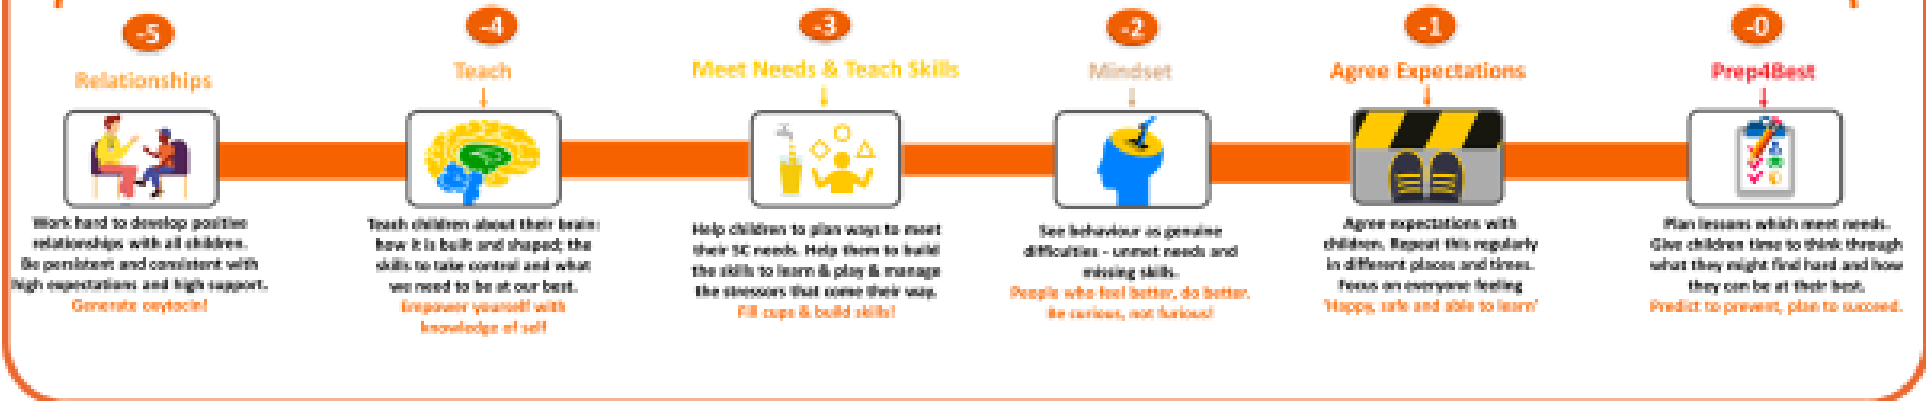 -5
Relationships
Work hard to develop positive
relationships with all children.
Be persistent and consistent with
high expectations and high support.
Generate oxytocin!
-4
Teach
Teach children about their brain:
how it is built and shaped; the
skills to take control and what
we need to be at our best.
Empower yourself with
knowledge of self
-3
Meet Needs & Teach Skills
Help children to plan ways to meet
their 5C needs. Help them to build
the skills to learn & play & manage
the stressors that come their way.
Fill cups & build skills!
-2
Mindset
See behaviour as genuine
difficulties - unmet needs and
missing skills.
People who feel better, do better.
Be curious, not furious!
-1
Agree Expectations
Agree expectations with
children. Repeat this regularly
in different places and times.
Focus on everyone feeling
'Happy, safe and able to learn'
-0
Prep4Best
Plan lessons which meet needs.
Give children time to think through
what they might find hard and how
they can be at their best.
Predict to prevent, plan to succeed.